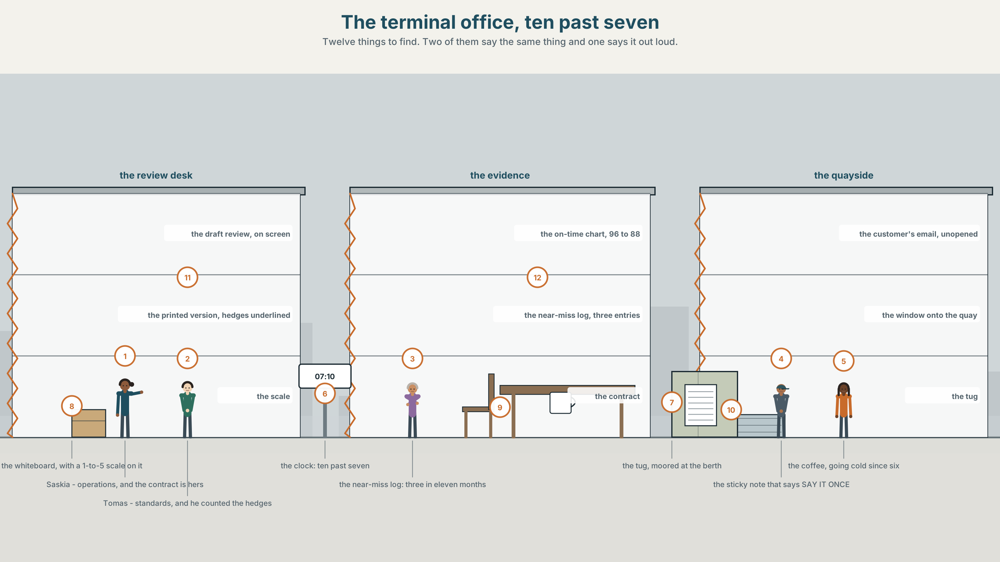 The terminal office, ten past seven
Twelve things to find. Two of them say the same thing and one says it out loud.
the review desk
the evidence
the quayside
the draft review, on screen
the on-time chart, 96 to 88
the customer's email, unopened
11
12
the printed version, hedges underlined
the near-miss log, three entries
the window onto the quay
1
2
3
4
5
07:10
6
the scale
the contract
the tug
8
9
7
10
the whiteboard, with a 1-to-5 scale on it
the clock: ten past seven
the tug, moored at the berth
the coffee, going cold since six
Saskia - operations, and the contract is hers
the near-miss log: three in eleven months
the sticky note that says SAY IT ONCE
Tomas - standards, and he counted the hedges